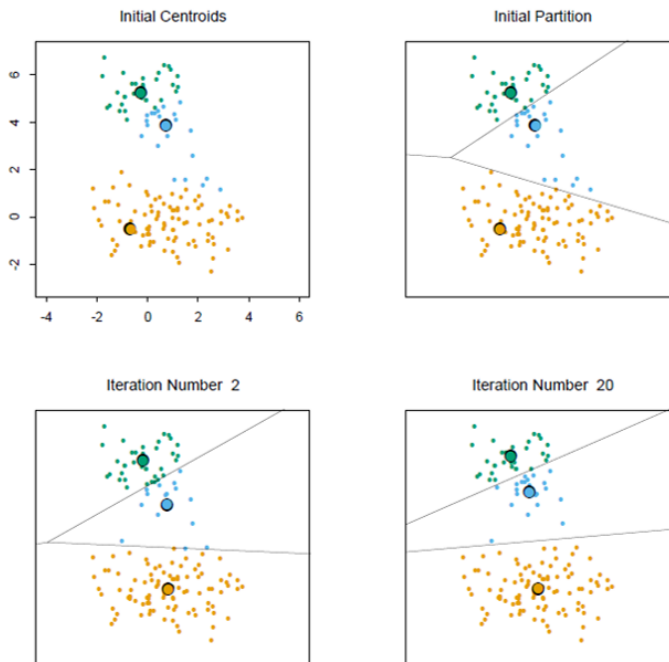 Initial Centroids
Initial Partition
6
4
2
0
-2
-4 -2 0 2 4 6
Iteration Number 2
Iteration Number 20